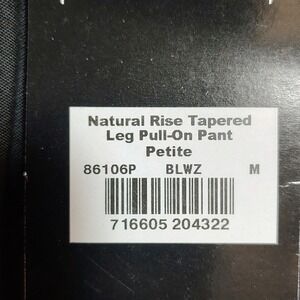 Natural Rise Tapered
Leg Pull-On Pant
Petite
86106P BLWZ M
716605 204322